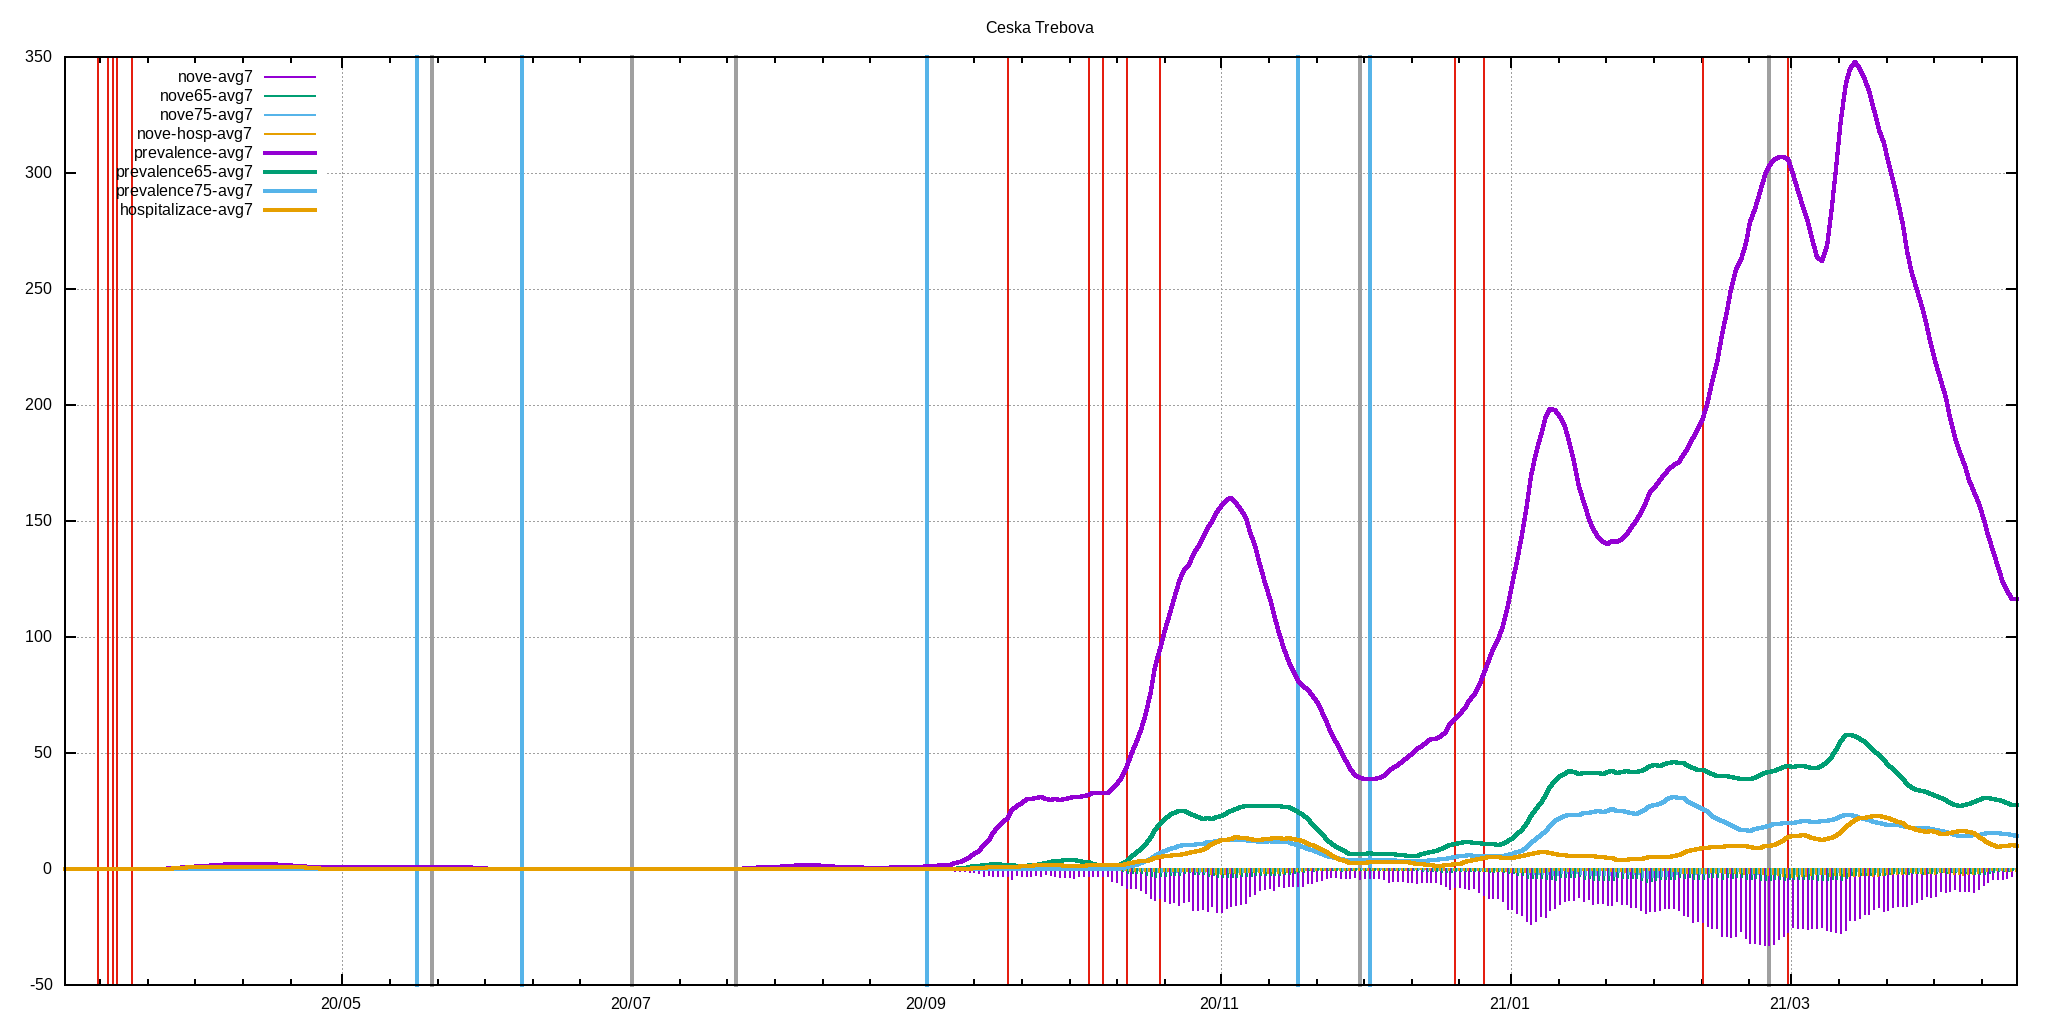 Ceska Trebova
350
300
250
200
150
100
50
0
-50
nove-avg7
nove65-avg7
nove75-avg7
nove-hosp-avg7
prevalence-avg7
prevalence65-avg7
prevalence75-avg7
hospitalizace-avg7
20/05 20/07 20/09 20/11 21/01 21/03